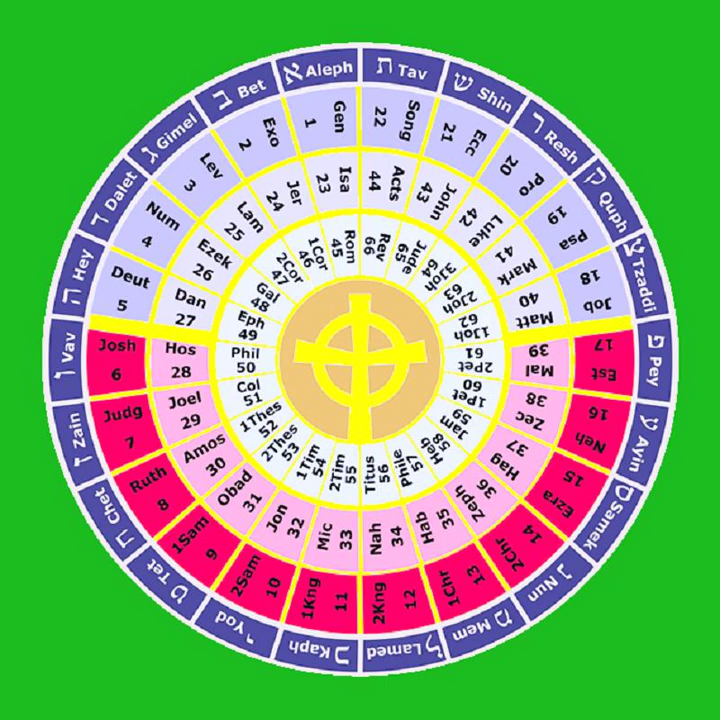 א Aleph
ב Bet
ג Gimel
ד Dalet
ה Hey
ו Vav
ז Zain
ח Chet
ט Tet
י Yod
כ Kaph
ל Lamed
מ Mem
נ Nun
ס Samek
ע Ayin
פ Pey
צ Tzaddi
ק Quph
ר Resh
ש Shin
ת Tav
Gen
1
Exo
2
Lev
3
Num
4
Deut
5
Josh
6
Judg
7
Ruth
8
1Sam
9
2Sam
10
1Kng
11
2Kng
12
1Chr
13
2Chr
14
Ezra
15
Neh
16
Est
17
Job
18
Psa
19
Pro
20
Ecc
21
Song
22
Isa
23
Jer
24
Lam
25
Ezek
26
Dan
27
Hos
28
Joel
29
Amos
30
Obad
31
Jon
32
Mic
33
Nah
34
Hab
35
Zeph
36
Hag
37
Zec
38
Mal
39
Matt
40
Mark
41
Luke
42
John
43
Acts
44
Rom
45
1Cor
46
2Cor
47
Gal
48
Eph
49
Phil
50
Col
51
1Thes
52
2Thes
53
1Tim
54
2Tim
55
Titus
56
Phile
57
Heb
58
Jam
59
1Pet
60
2Pet
61
1Joh
62
2Joh
63
3Joh
64
Jude
65
Rev
66